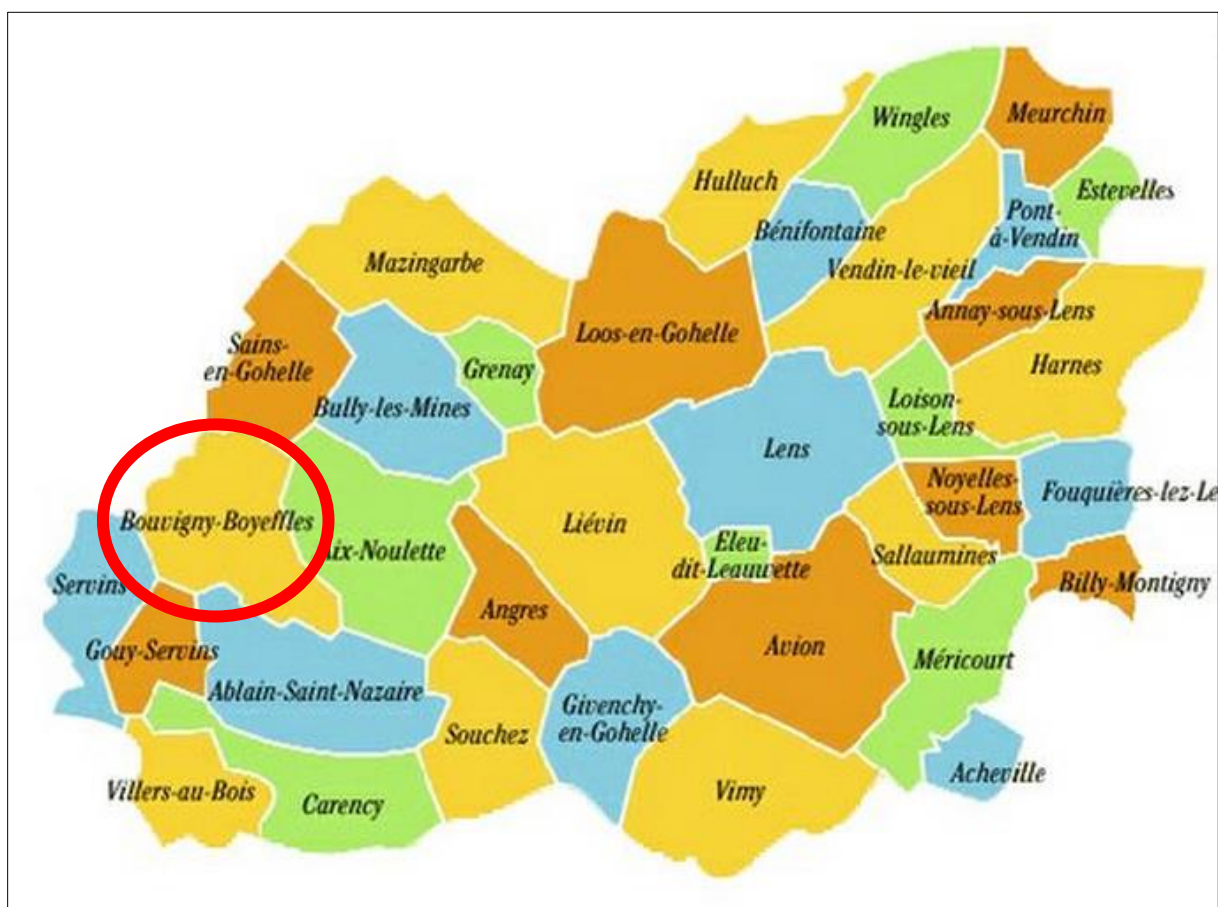 Wingles
Meurchin
Hulluch
Estevelles
Bénifontaine
Pont-
à-Vendin
Mazingarbe
Vendin-le-vieil
Annay-sous-Lens
Loos-en-Gohelle
Sains-
en-Gohelle
Grenay
Harnes
Bully-les-Mines
Loison-
sous-Lens
Lens
Noyelles-
sous-Lens
Fouquières-lez-Le
Bouvigny-Boyeffles
Liévin
ix-Noulette
Eleu-
dit-Leauwette
Sallaumines
Servins
Billy-Montigny
Angres
Gouy-Servins
Avion
Méricourt
Ablain-Saint-Nazaire
Givenchy-
en-Gohelle
Souchez
Acheville
Villers-au-Bois
Carency
Vimy